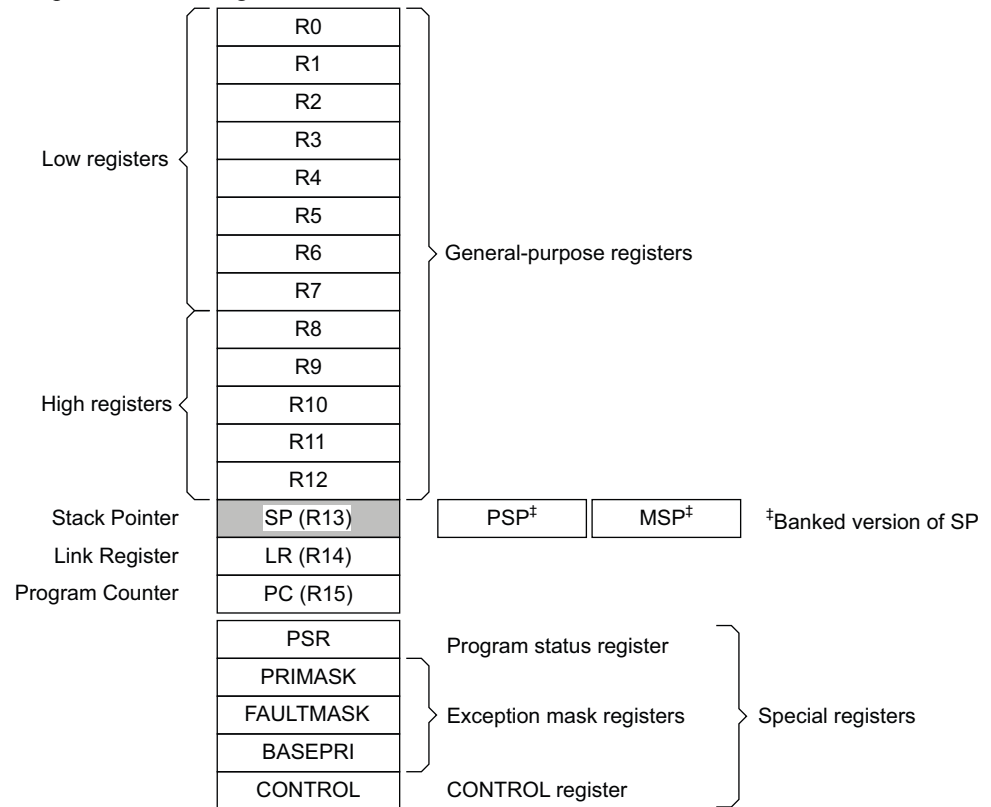 R0
R1
R2
R3
Low registers
R4
R5
R6
General-purpose registers
R7
R8
R9
High registers
R10
R11
R12
Stack Pointer
SP (R13)
PSP‡
MSP‡
‡Banked version of SP
Link Register
LR (R14)
Program Counter
PC (R15)
PSR
Program status register
PRIMASK
FAULTMASK
Exception mask registers
Special registers
BASEPRI
CONTROL
CONTROL register